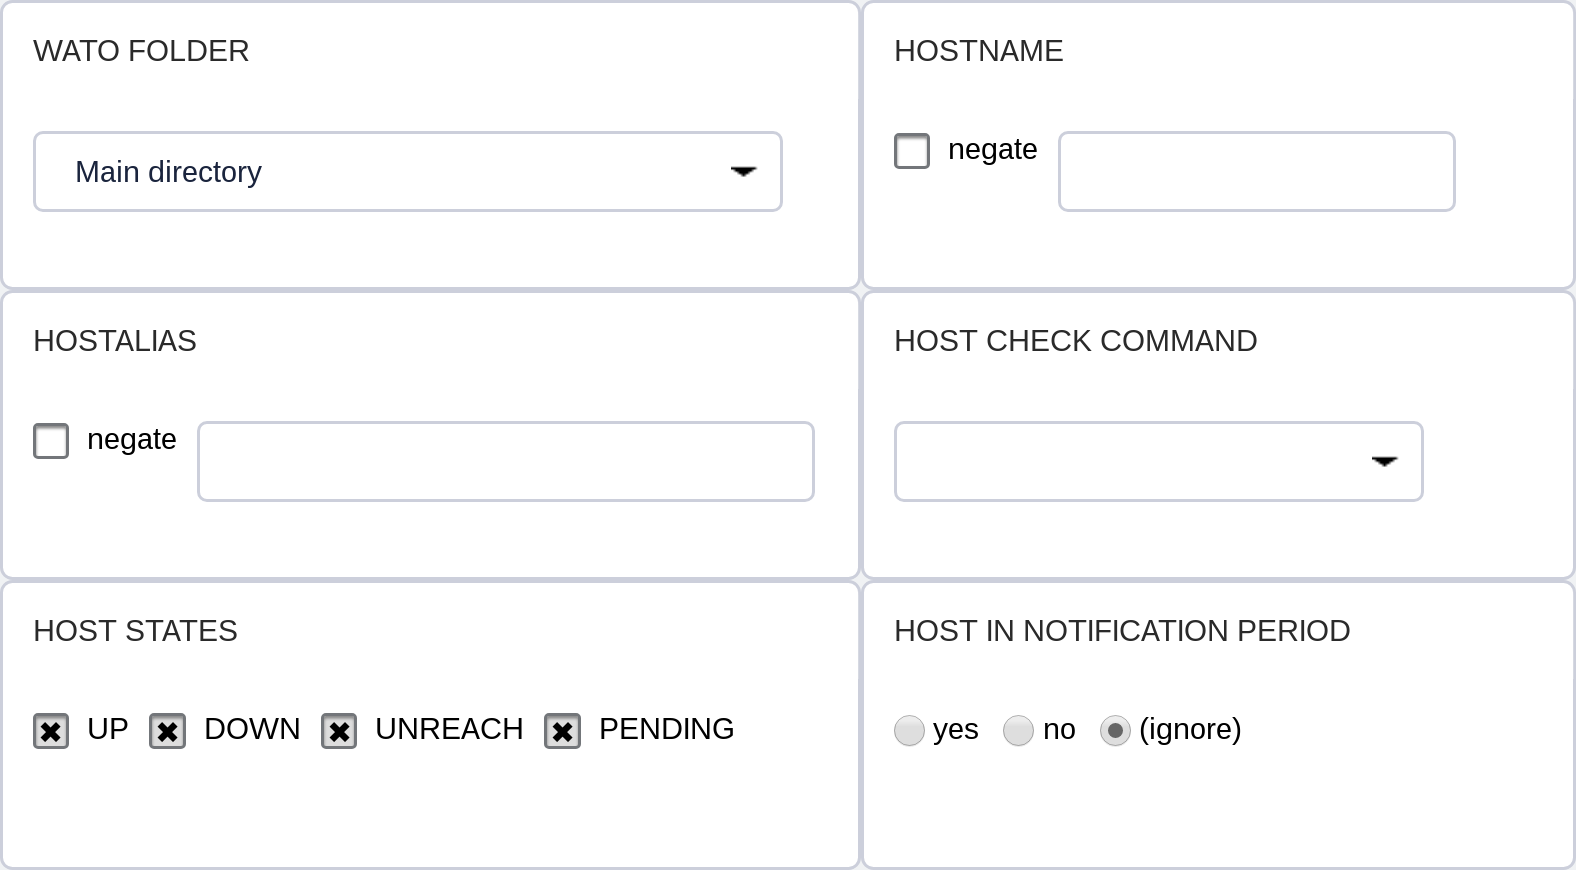 WATO FOLDER
Main directory
HOSTNAME
negate
HOSTALIAS
negate
HOST CHECK COMMAND
HOST STATES
UP DOWN UNREACH PENDING
HOST IN NOTIFICATION PERIOD
yes no (ignore)